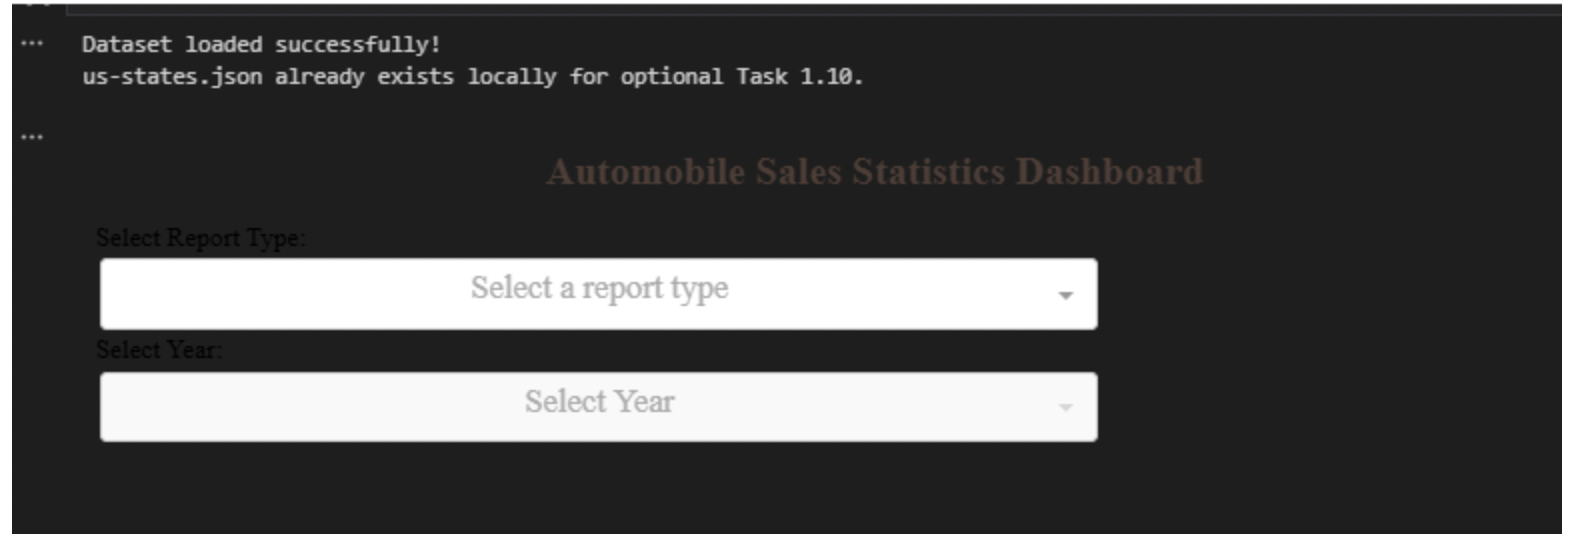 ...
Dataset loaded successfully!
us-states.json already exists locally for optional Task 1.10.
...
Automobile Sales Statistics Dashboard
Select Report Type:
Select a report type
Select Year:
Select Year